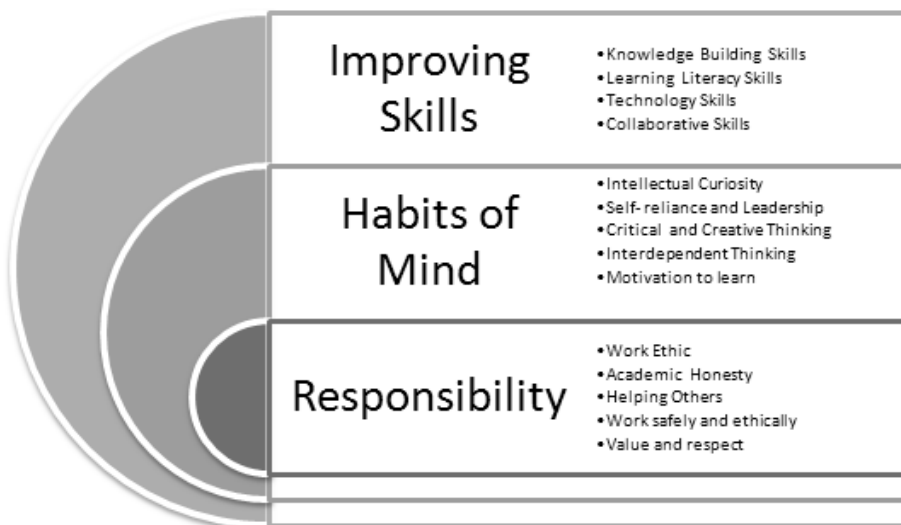 Improving
Skills
•Knowledge Building Skills
•Learning Literacy Skills
•Technology Skills
•Collaborative Skills
Habits of
Mind
•Intellectual Curiosity
•Self- reliance and Leadership
•Critical and Creative Thinking
•Interdependent Thinking
•Motivation to learn
Responsibility
•Work Ethic
•Academic Honesty
•Helping Others
•Work safely and ethically
•Value and respect